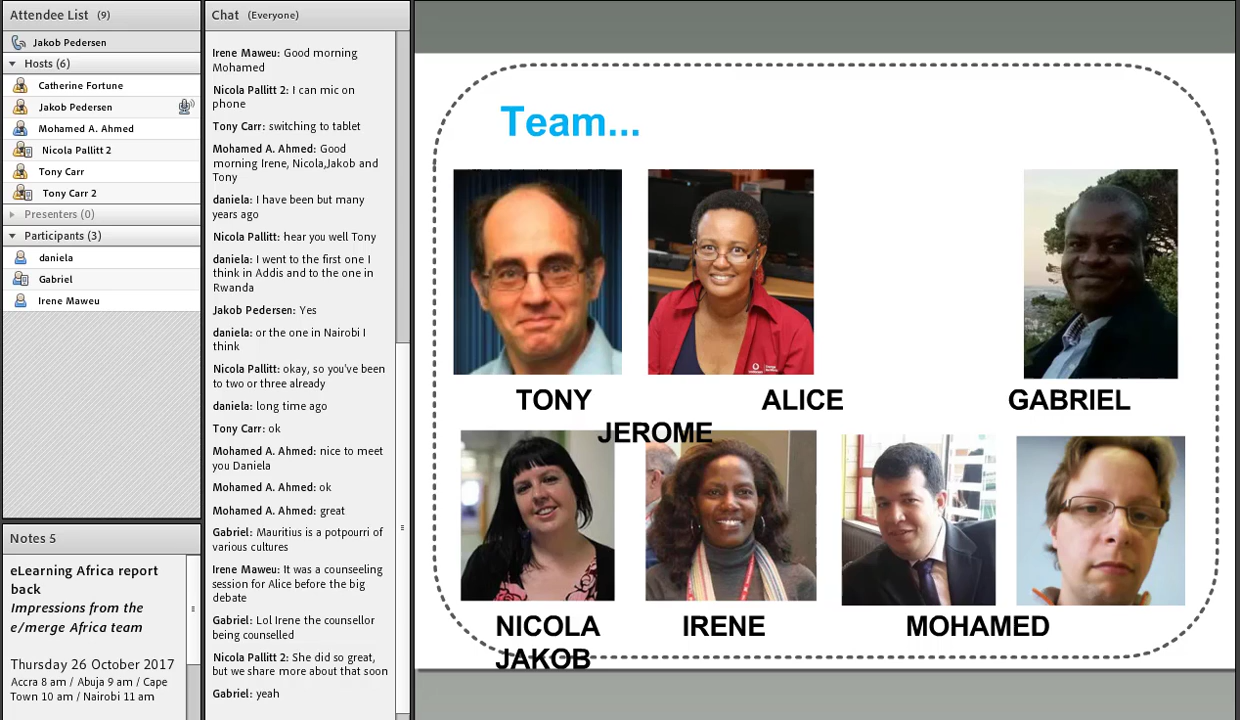 Attendee List (9)
Jakob Pedersen
Hosts (6)
Catherine Fortune
Jakob Pedersen
Mohamed A. Ahmed
Nicola Pallitt 2
Tony Carr
Tony Carr 2
Presenters (0)
Participants (3)
daniela
Gabriel
Irene Maweu
Notes 5
eLearning Africa report
back
Impressions from the
e/merge Africa team
Thursday 26 October 2017
Accra 8 am / Abuja 9 am / Cape
Town 10 am / Nairobi 11 am
Chat (Everyone)
Irene Maweu: Good morning
Mohamed
Nicola Pallitt 2: I can mic on
phone
Tony Carr: switching to tablet
Mohamed A. Ahmed: Good
morning Irene, Nicola,Jakob and
Tony
daniela: I have been but many
years ago
Nicola Pallitt: hear you well Tony
daniela: I went to the first one I
think in Addis and to the one in
Rwanda
Jakob Pedersen: Yes
daniela: or the one in Nairobi I
think
Nicola Pallitt: okay, so you've been
to two or three already
daniela: long time ago
Tony Carr: ok
Mohamed A. Ahmed: nice to meet
you Daniela
Mohamed A. Ahmed: ok
Mohamed A. Ahmed: great
Gabriel: Mauritius is a potpourri of
various cultures
Irene Maweu: It was a counseling
session for Alice before the big
debate
Gabriel: Lol Irene the counsellor
being counselled
Nicola Pallitt 2: She did so great,
but we share more about that soon
Gabriel: yeah
Team...
TONY ALICE GABRIEL
JEROME
NICOLA IRENE MOHAMED
JAKOB